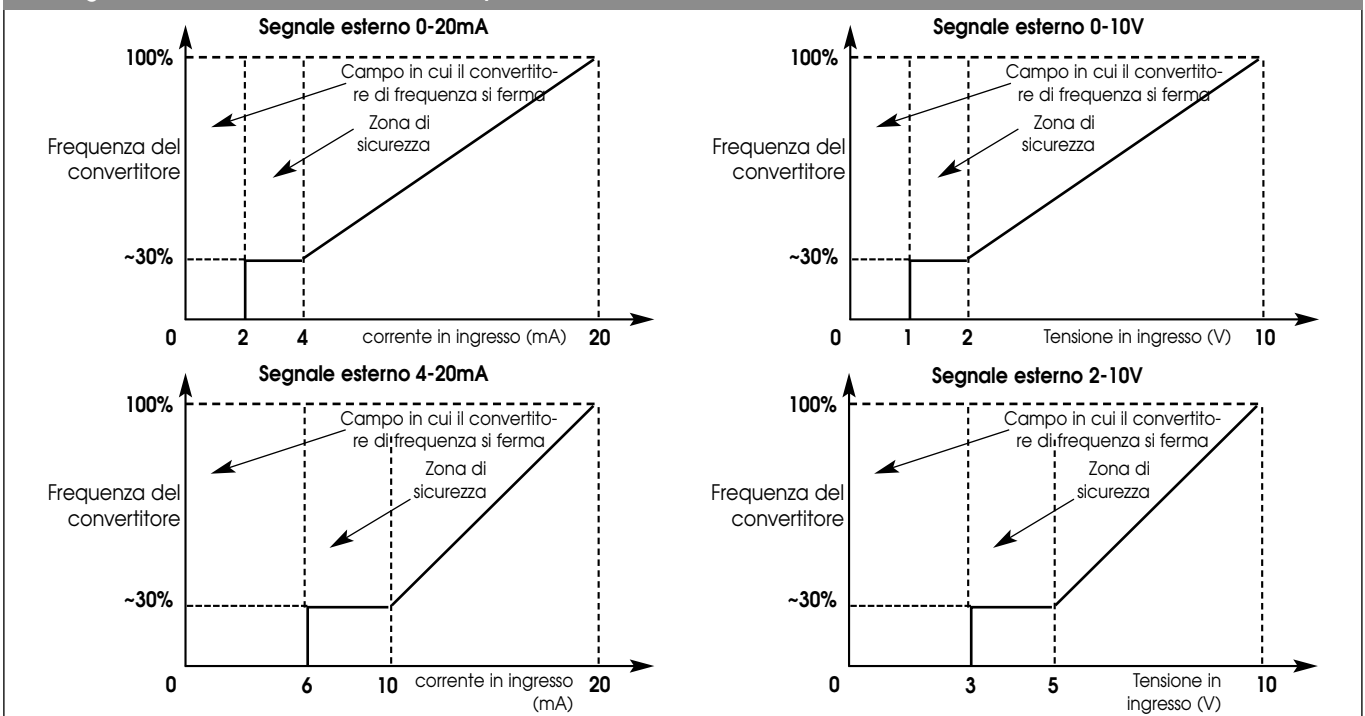 Segnale esterno 0-20mA
100%
Campo in cui il convertito-
re di frequenza si ferma
Zona di
sicurezza
Frequenza del
convertitore
~30%
0
2
4
corrente in ingresso (mA)
20
Segnale esterno 0-10V
100%
Campo in cui il convertito-
re di frequenza si ferma
Zona di
sicurezza
Frequenza del
convertitore
~30%
0
1
2
Tensione in ingresso (V)
10
Segnale esterno 4-20mA
100%
Campo in cui il convertito-
re di frequenza si ferma
Zona di
sicurezza
Frequenza del
convertitore
~30%
0
6
10
corrente in ingresso
(mA)
20
Segnale esterno 2-10V
100%
Campo in cui il convertito-
re di frequenza si ferma
Zona di
sicurezza
Frequenza del
convertitore
~30%
0
3
5
Tensione in
ingresso (V)
10